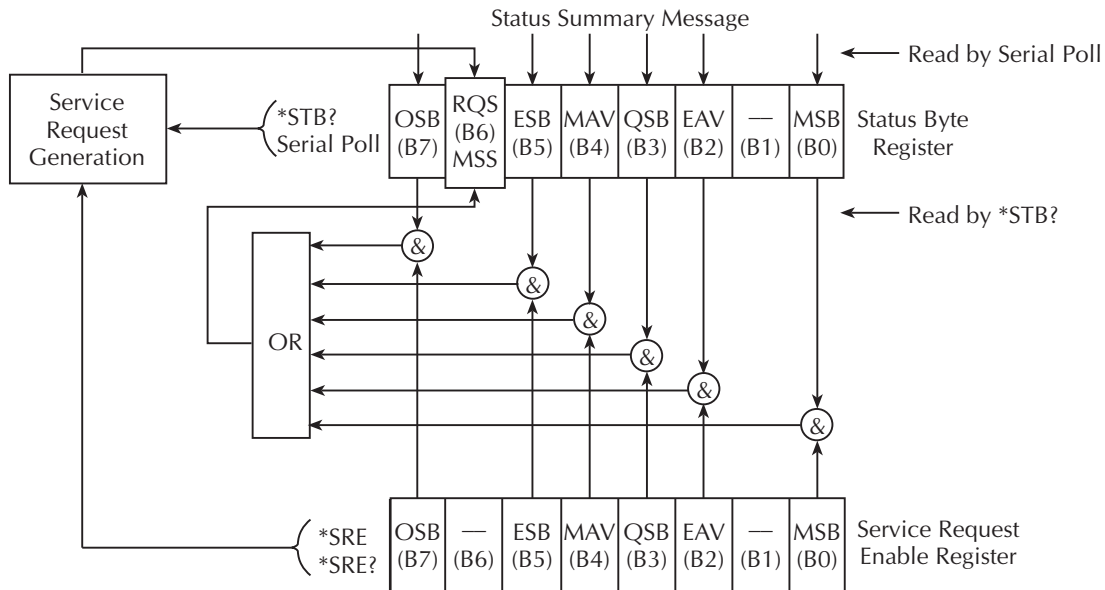 Status Summary Message
Read by Serial Poll
Service
Request
Generation
*STB?
Serial Poll
OSB
(B7)
RQS
(B6)
MSS
ESB
(B5)
MAV
(B4)
QSB
(B3)
EAV
(B2)
—
(B1)
MSB
(B0)
Status Byte
Register
Read by *STB?
&
&
&
&
&
&
OR
*SRE
*SRE?
OSB
(B7)
—
(B6)
ESB
(B5)
MAV
(B4)
QSB
(B3)
EAV
(B2)
—
(B1)
MSB
(B0)
Service Request
Enable Register